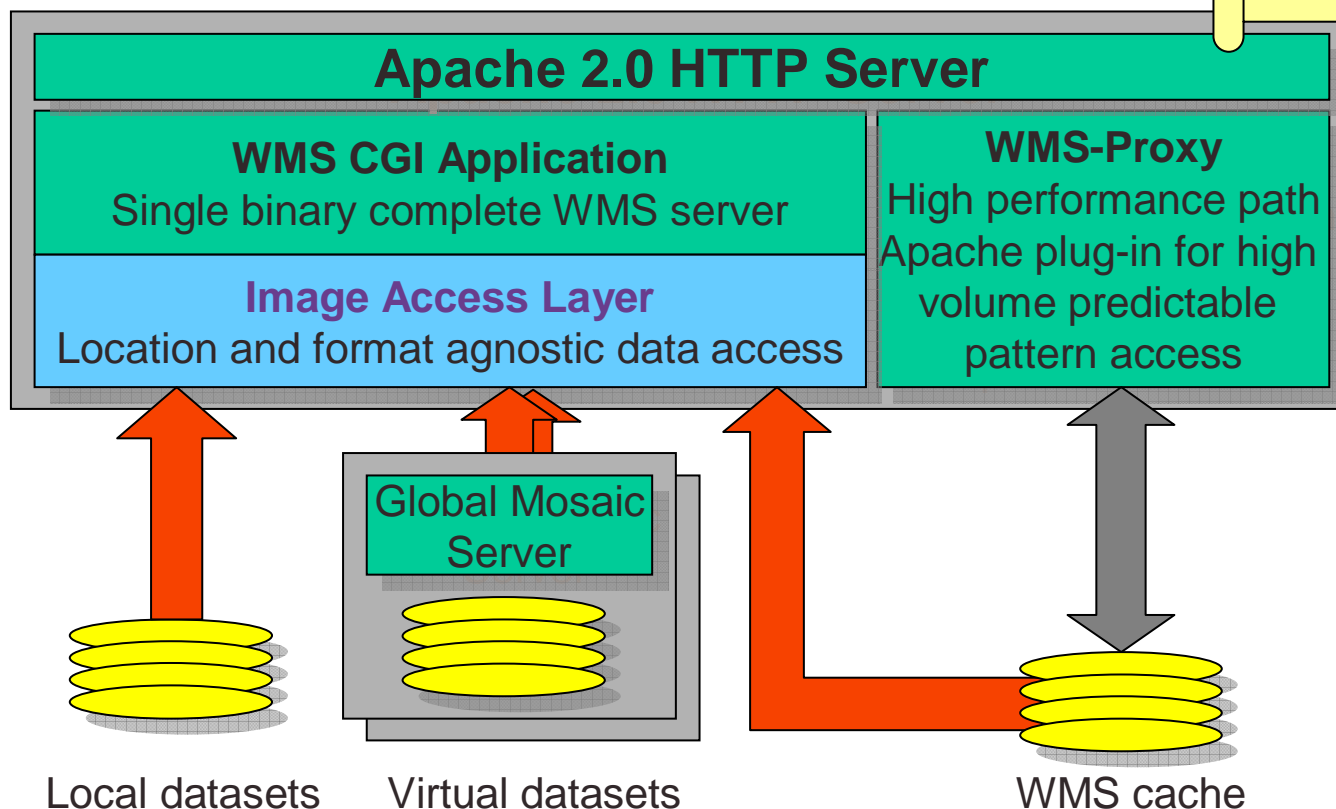 Apache 2.0 HTTP Server
WMS CGI Application
Single binary complete WMS server
Image Access Layer
Location and format agnostic data access
WMS-Proxy
High performance path
Apache plug-in for high
volume predictable
pattern access
Global Mosaic
Server
Local datasets
Virtual datasets
WMS cache